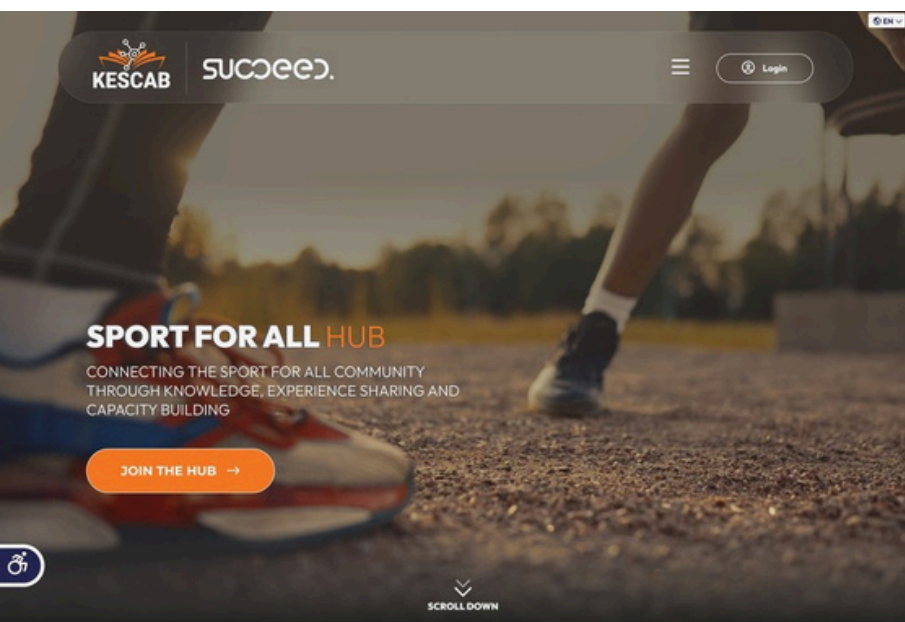 EN
KESCAB
succeed.
Login
SPORT FOR ALL HUB
CONNECTING THE SPORT FOR ALL COMMUNITY
THROUGH KNOWLEDGE, EXPERIENCE SHARING AND
CAPACITY BUILDING
JOIN THE HUB →
SCROLL DOWN